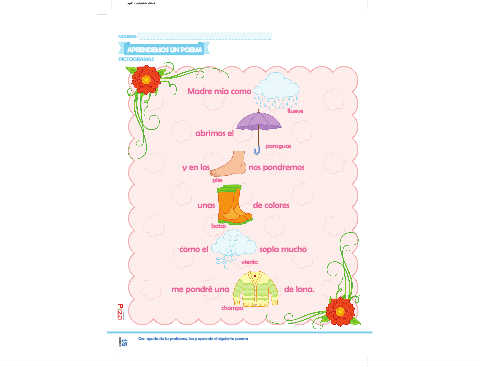 NOMBRE:
APRENDEMOS UN POEMA
PICTOGRAMAS
Madre mía como
llueve
abrimos el
paraguas
y en los nos pondremos
pies
unas de colores
botas
como el sopla mucho
viento
me pondré una de lana.
chompa
Con ayuda de tu profesora, lee y aprende el siguiente poema